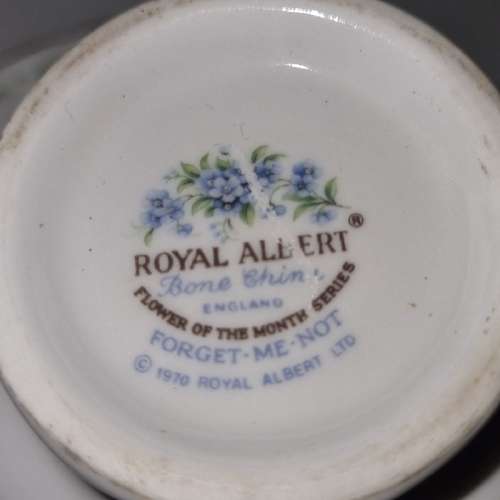 ROYAL ALBERT®
Bone China
ENGLAND
FLOWER OF THE MONTH SERIES
FORGET-ME-NOT
© 1970 ROYAL ALBERT LTD